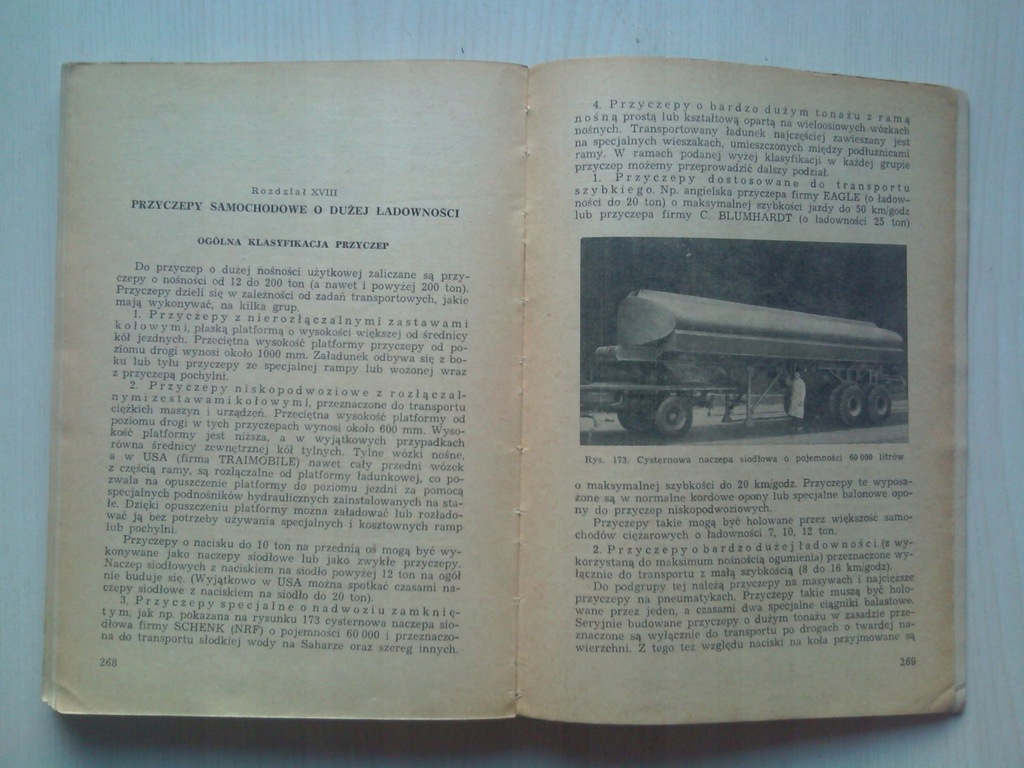 Rozdział XVIII
PRZYCZEPY SAMOCHODOWE O DUŻEJ ŁADOWNOŚCI
OGÓLNA KLASYFIKACJA PRZYCZEP
Do przyczep o dużej nośności użytkowej zaliczane są przy-
czepy o nośności od 12 do 200 ton (a nawet i powyżej 200 ton).
Przyczepy dzieli się w zależności od zadań transportowych, jakie
mają wykonywać, na kilka grup.
1. Przyczepy z nierozłączalnymi zastawami
kołowymi, płaską platformą o wysokości większej od średnicy
kół jezdnych. Przeciętna wysokość platformy przyczepy od po-
ziomu drogi wynosi około 1000 mm. Załadunek odbywa się z bo-
ku lub tyłu przyczepy ze specjalnej rampy lub wożonej wraz
z przyczepą pochylni.
2. Przyczepy niskopodwoziowe z rozłączal-
nymi zestawami kołowymi, przeznaczone do transportu
ciężkich maszyn i urządzeń. Przeciętna wysokość platformy od
poziomu drogi w tych przyczepach wynosi około 600 mm. Wyso-
kość platformy jest niższa, a w wyjątkowych przypadkach
równa średnicy zewnętrznej kół tylnych. Tylne wózki nośne,
a w USA (firma TRAIMOBILE) nawet cały przedni wózek
z częścią ramy, są rozłączalne od platformy ładunkowej, co po-
zwala na opuszczenie platformy do poziomu jezdni za pomocą
specjalnych podnośników hydraulicznych zainstalowanych na sta-
łe. Dzięki opuszczeniu platformy można załadować lub rozłado-
wać ją bez potrzeby używania specjalnych i kosztownych ramp
lub pochylni.
Przyczepy o nacisku do 10 ton na przednią oś mogą być wy-
konywane jako naczepy siodłowe lub jako zwykłe przyczepy.
Naczep siodłowych z naciskiem na siodło powyżej 12 ton na ogół
nie buduje się. (Wyjątkowo w USA można spotkać czasami na-
czepy siodłowe z naciskiem na siodło do 20 ton).
3. Przyczepy specjalne o nadwoziu zamknię-
tym, jak np. pokazana na rysunku 173 cysternowa naczepa sio-
dłowa firmy SCHENK (NRF) o pojemności 60 000 i przeznaczo-
na do transportu słodkiej wody na Saharze oraz szereg innych.
268
4. Przyczepy o bardzo dużym tonażu z ramą
nośną prostą lub kształtową opartą na wieloosiowych wózkach
nośnych. Transportowany ładunek najczęściej zawieszany jest
na specjalnych wieszakach, umieszczonych między podłużnicami
ramy. W ramach podanej wyżej klasyfikacji w każdej grupie
przyczep możemy przeprowadzić dalszy podział.
1. Przyczepy dostosowane do transportu
szybkiego. Np. angielska przyczepa firmy EAGLE (o ładow-
ności do 20 ton) o maksymalnej szybkości jazdy do 50 km/godz
lub przyczepa firmy C. BLUMHARDT (o ładowności 25 ton)
Rys. 173. Cysternowa naczepa siodłowa o pojemności 60 000 litrów
o maksymalnej szybkości do 20 km/godz. Przyczepy te wyposa-
żone są w normalne kordowe opony lub specjalne balonowe opo-
ny do przyczep niskopodwoziowych.
Przyczepy takie mogą być holowane przez większość samo-
chodów ciężarowych o ładowności 7, 10, 12 ton.
2. Przyczepy o bardzo dużej ładowności (z wy-
korzystaną do maksimum nośnością ogumienia) przeznaczone wy-
łącznie do transportu z małą szybkością (8 do 16 km/godz).
Do podgrupy tej należą przyczepy na masywach i najcięższe
przyczepy na pneumatykach. Przyczepy takie muszą być holo-
wane przez jeden, a czasami dwa specjalne ciągniki balastowe.
Seryjnie budowane przyczepy o dużym tonażu w zasadzie prze-
znaczone są wyłącznie do transportu po drogach o twardej na-
wierzchni. Z tego też względu naciski na koła przyjmowane są
269